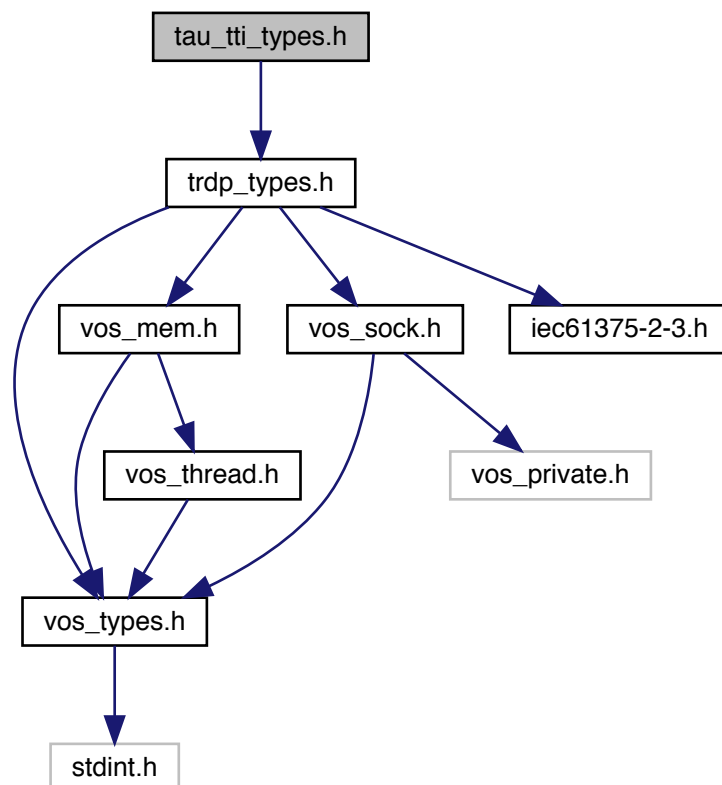 tau_tti_types.h
trdp_types.h
vos_mem.h
vos_sock.h
iec61375-2-3.h
vos_thread.h
vos_private.h
vos_types.h
stdint.h